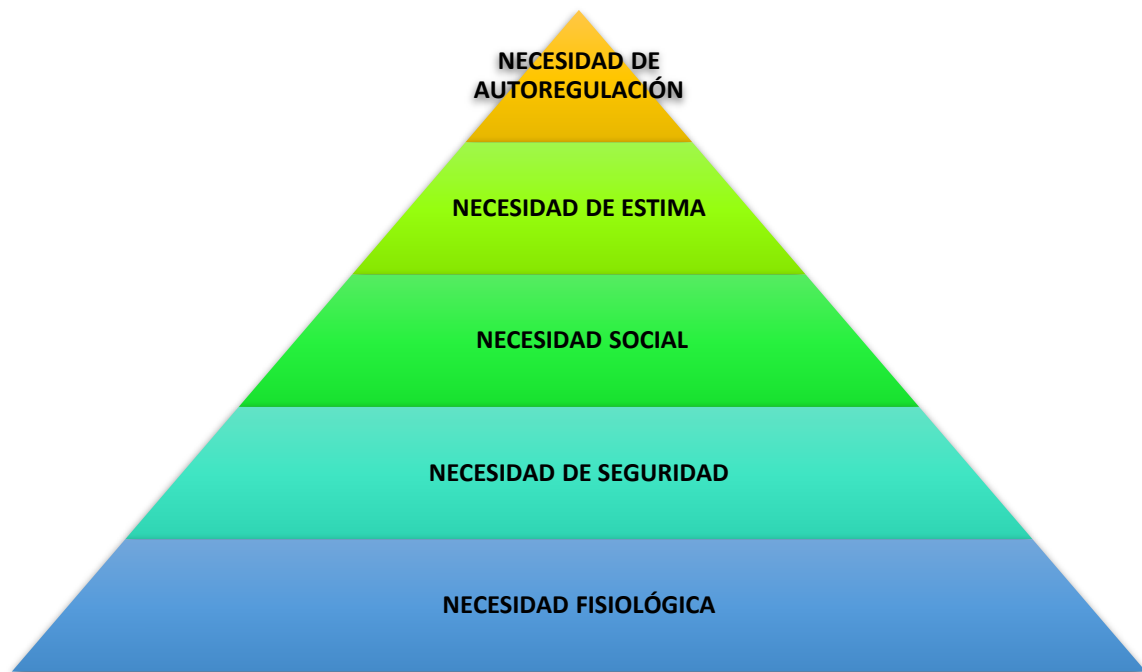 NECESIDAD DE
AUTOREGULACIÓN
NECESIDAD DE ESTIMA
NECESIDAD SOCIAL
NECESIDAD DE SEGURIDAD
NECESIDAD FISIOLÓGICA